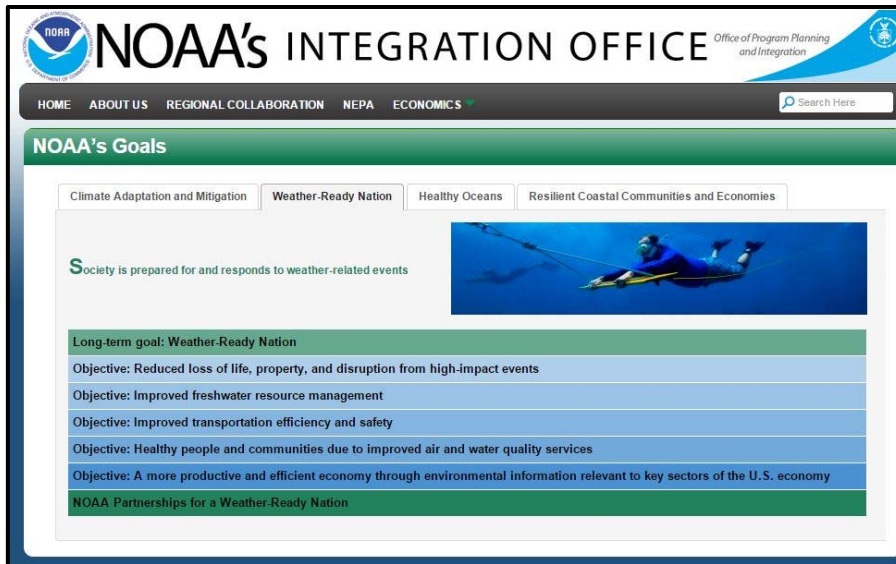 NOAA
NOAA's INTEGRATION OFFICE
Office of Program Planning
and Integration
HOME ABOUT US REGIONAL COLLABORATION NEPA ECONOMICS
Search Here
NOAA's Goals
Climate Adaptation and Mitigation Weather-Ready Nation Healthy Oceans Resilient Coastal Communities and Economies
Society is prepared for and responds to weather-related events
Long-term goal: Weather-Ready Nation
Objective: Reduced loss of life, property, and disruption from high-impact events
Objective: Improved freshwater resource management
Objective: Improved transportation efficiency and safety
Objective: Healthy people and communities due to improved air and water quality services
Objective: A more productive and efficient economy through environmental information relevant to key sectors of the U.S. economy
NOAA Partnerships for a Weather-Ready Nation